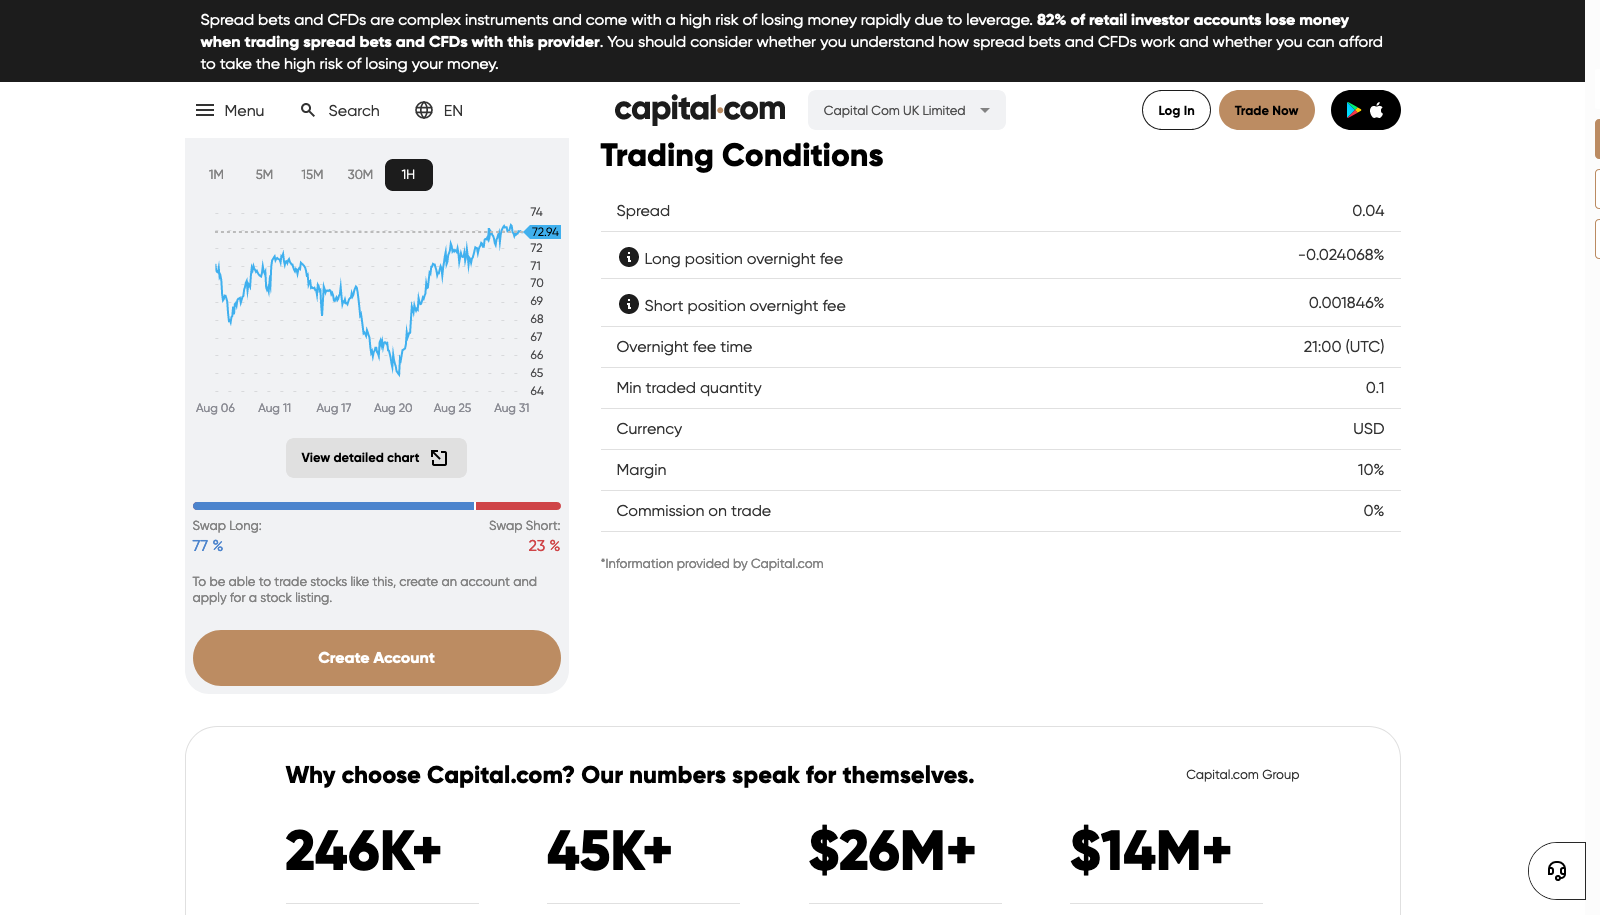 Spread bets and CFDs are complex instruments and come with a high risk of losing money rapidly due to leverage. 82% of retail investor accounts lose money
when trading spread bets and CFDs with this provider. You should consider whether you understand how spread bets and CFDs work and whether you can afford
to take the high risk of losing your money.
Menu
Search
EN
capital.com
Capital Com UK Limited
Log In
Trade Now
1M 5M 15M 30M 1H
74
72.94
72
71
70
69
68
67
66
65
64
Aug 06 Aug 11 Aug 17 Aug 20 Aug 25 Aug 31
View detailed chart
Swap Long: Swap Short:
77 % 23 %
To be able to trade stocks like this, create an account and
apply for a stock listing.
Create Account
Trading Conditions
Spread 0.04
Long position overnight fee -0.024068%
Short position overnight fee 0.001846%
Overnight fee time 21:00 (UTC)
Min traded quantity 0.1
Currency USD
Margin 10%
Commission on trade 0%
*Information provided by Capital.com
Why choose Capital.com? Our numbers speak for themselves.
Capital.com Group
246K+ 45K+ $26M+ $14M+